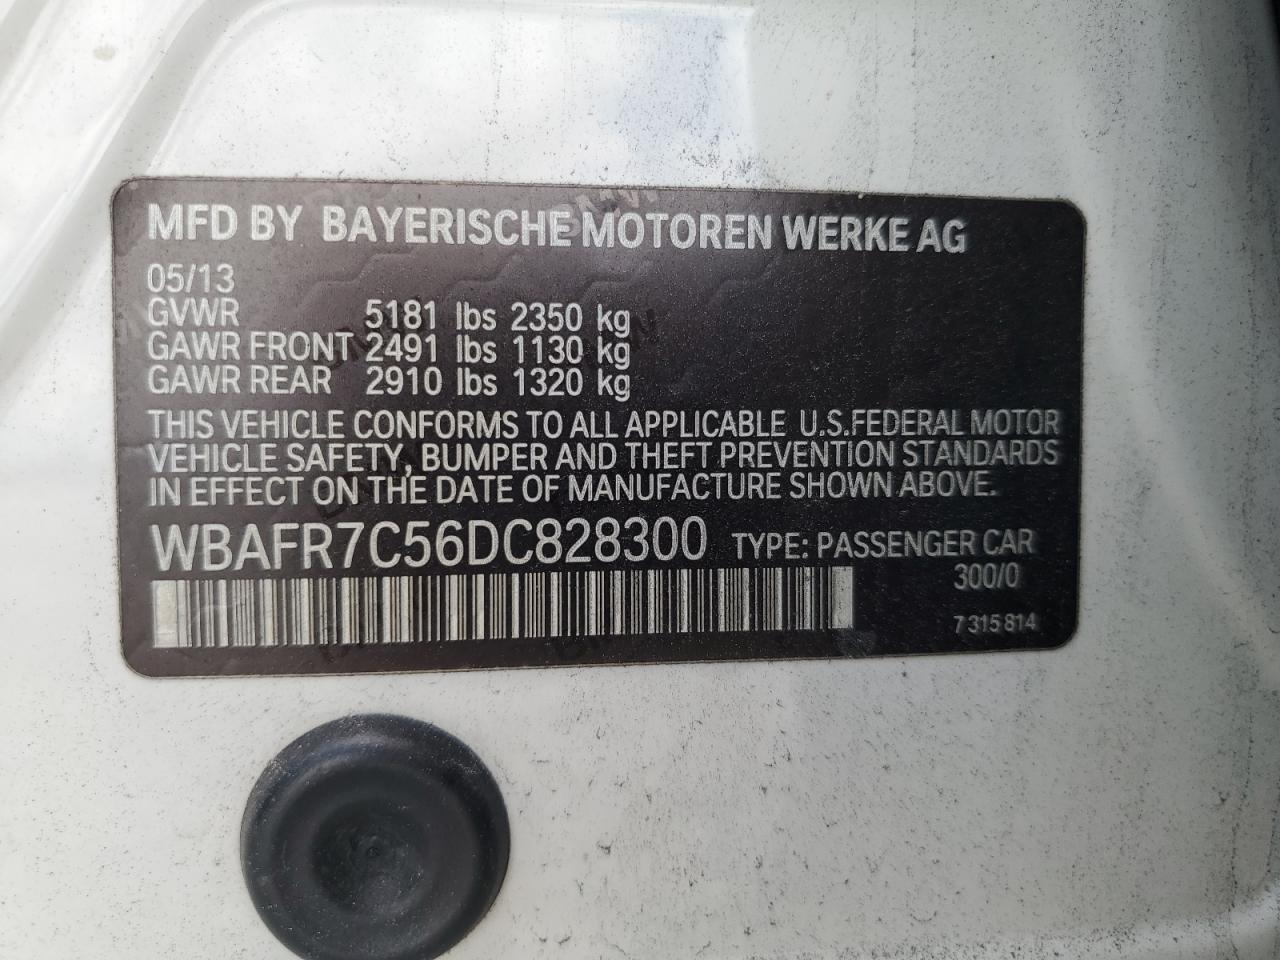 MFD BY BAYERISCHE MOTOREN WERKE AG
05/13
GVWR 5181 lbs 2350 kg
GAWR FRONT 2491 lbs 1130 kg
GAWR REAR 2910 lbs 1320 kg
THIS VEHICLE CONFORMS TO ALL APPLICABLE U.S.FEDERAL MOTOR
VEHICLE SAFETY, BUMPER AND THEFT PREVENTION STANDARDS
IN EFFECT ON THE DATE OF MANUFACTURE SHOWN ABOVE.
WBAFR7C56DC828300 TYPE: PASSENGER CAR
300/0
7 315 814